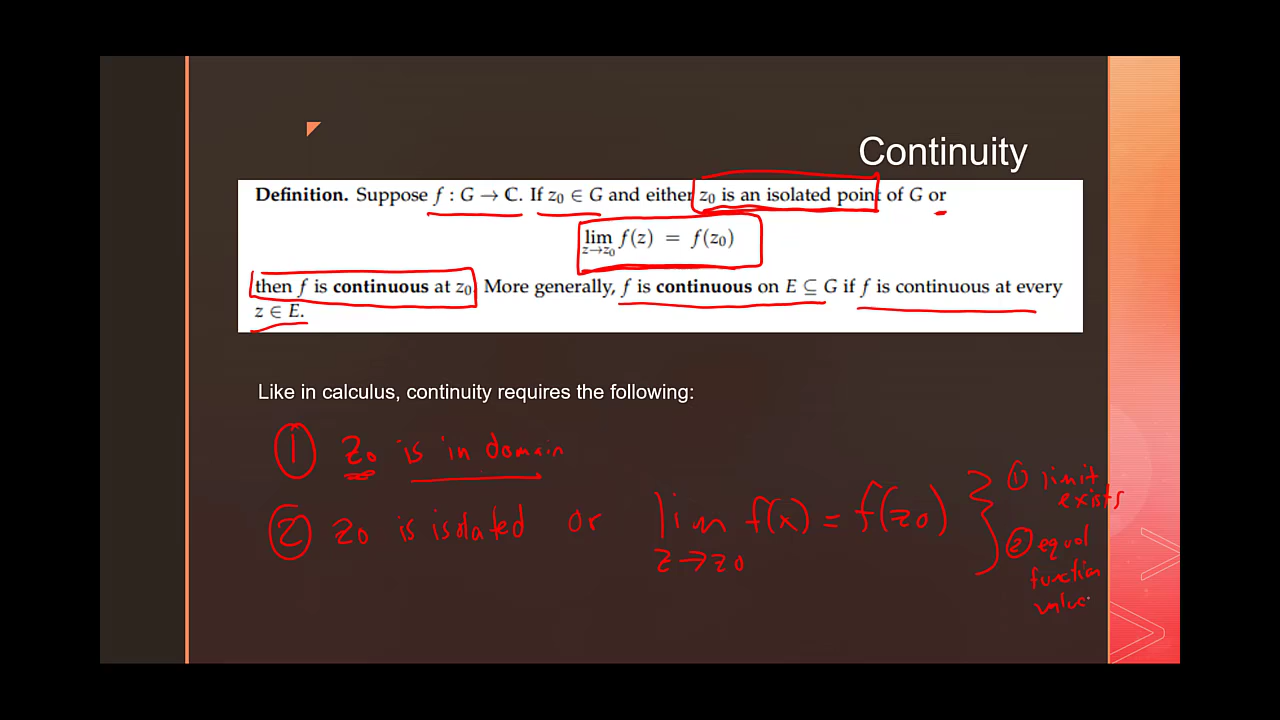 Continuity
Definition. Suppose f : G → ℂ. If z₀ ∈ G and either z₀ is an isolated point of G or
lim f(z) = f(z₀)
z→z₀
then f is continuous at z₀. More generally, f is continuous on E ⊆ G if f is continuous at every
z ∈ E.
Like in calculus, continuity requires the following:
① z₀ is in domain
② z₀ is isolated or lim f(x) = f(z₀)
z→z₀
① limit
exists
② equal
function
value